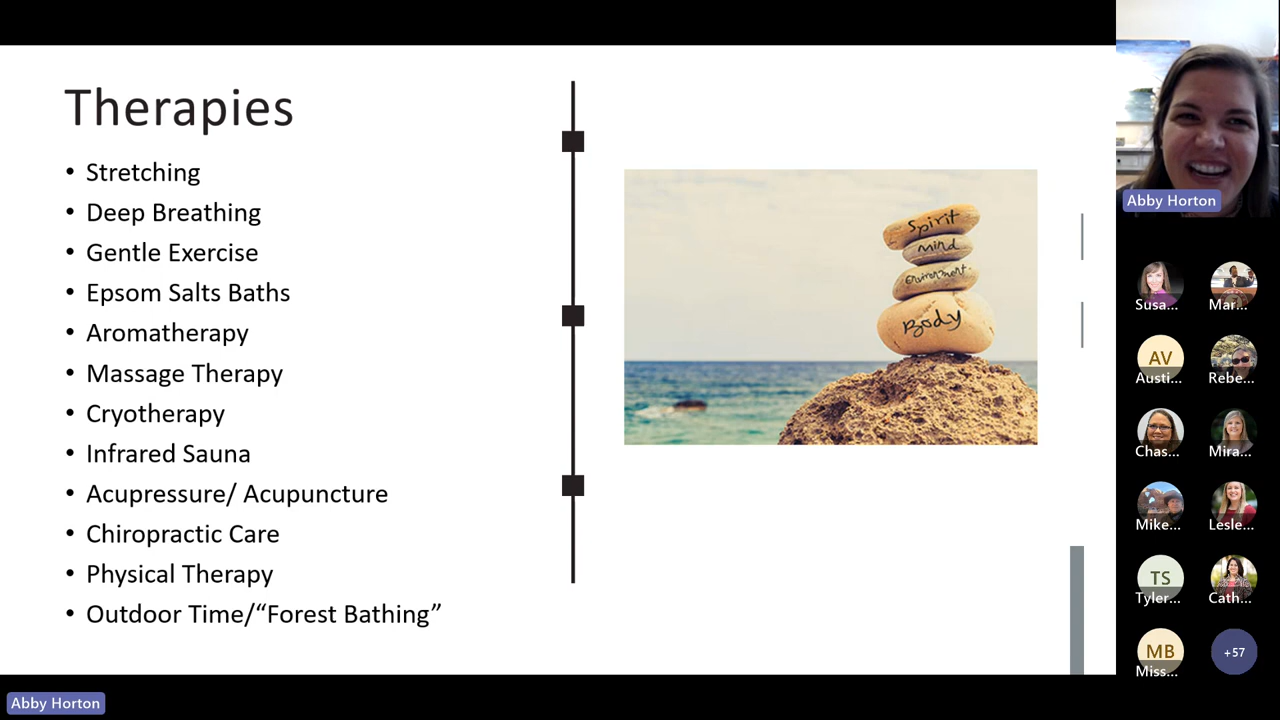 Therapies
• Stretching
• Deep Breathing
• Gentle Exercise
• Epsom Salts Baths
• Aromatherapy
• Massage Therapy
• Cryotherapy
• Infrared Sauna
• Acupressure/ Acupuncture
• Chiropractic Care
• Physical Therapy
• Outdoor Time/“Forest Bathing”
Spirit
mind
Environment
Body
Abby Horton
Susa... Mar...
AV
Austi... Rebe...
Chas... Mira...
Mike... Lesle...
TS
Tyler... Cath...
MB +57
Miss...
Abby Horton